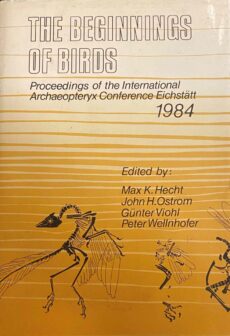 THE BEGINNINGS
OF BIRDS
Proceedings of the International
Archaeopteryx Conference Eichstätt
1984
Edited by:
Max K. Hecht
John H. Ostrom
Günter Viohl
Peter Wellnhofer